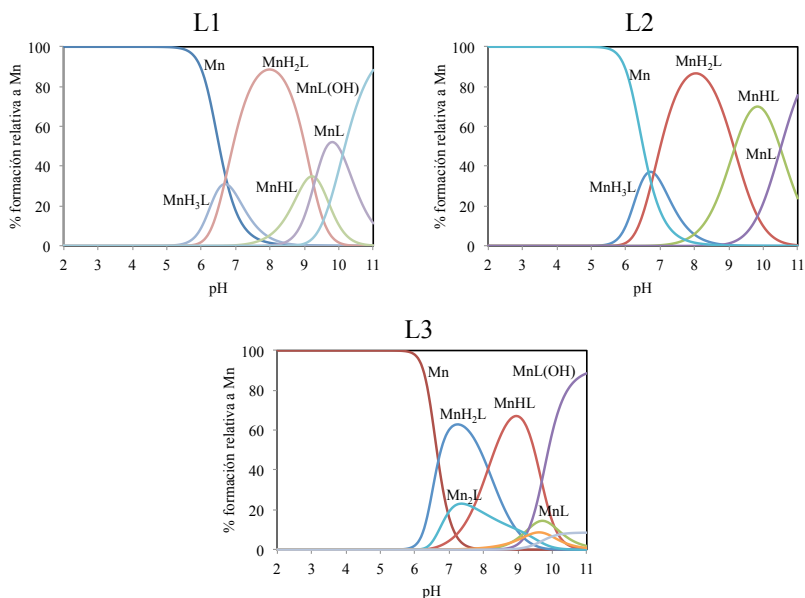 L1
% formación relativa a Mn
100
80
60
40
20
0
Mn
MnH₂L
MnL(OH)
MnL
MnH₃L
MnHL
2 3 4 5 6 7 8 9 10 11
pH
L2
% formación relativa a Mn
100
80
60
40
20
0
Mn
MnH₂L
MnHL
MnL
MnH₃L
2 3 4 5 6 7 8 9 10 11
pH
L3
% formación relativa a Mn
100
80
60
40
20
0
Mn
MnL(OH)
MnHL
MnH₂L
Mn₂L
MnL
2 3 4 5 6 7 8 9 10 11
pH